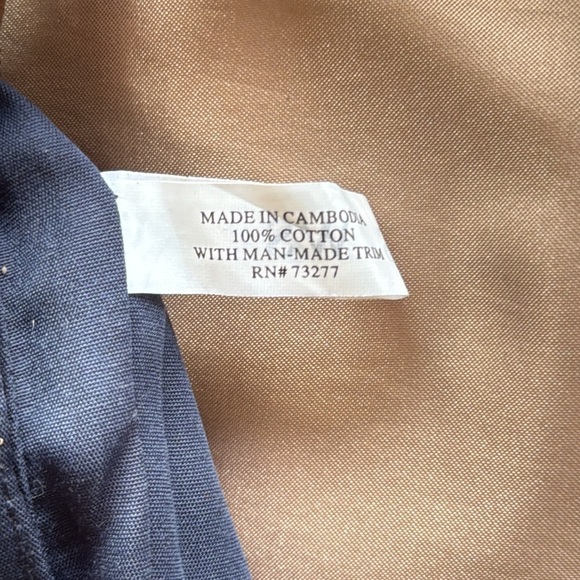 MADE IN CAMBODIA
100% COTTON
WITH MAN-MADE TRIM
RN# 73277